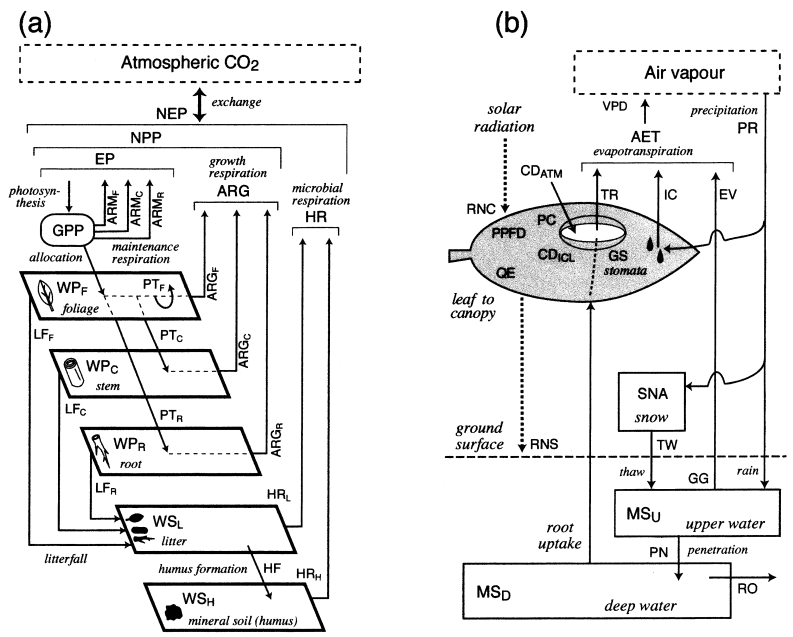 (a)
Atmospheric CO2
NEP
exchange
NPP
EP
growth
respiration
ARG
photosyn-
thesis
ARMF
ARMC
ARMR
microbial
respiration
HR
GPP
maintenance
respiration
allocation
WPF
foliage
PTF
ARGF
LFF
PTC
WPC
stem
ARGC
LFC
PTR
WPR
root
ARGR
LFR
HRL
WSL
litter
litterfall
humus formation
HF
HRH
WSH
mineral soil (humus)
(b)
Air vapour
solar
radiation
VPD
precipitation
PR
AET
evapotranspiration
CDATM
TR
IC
EV
RNC
PC
PPFD
CDICL
GS
stomata
QE
leaf to
canopy
SNA
snow
ground
surface
RNS
TW
thaw
GG
rain
MSU
upper water
root
uptake
PN
penetration
MSD
deep water
RO